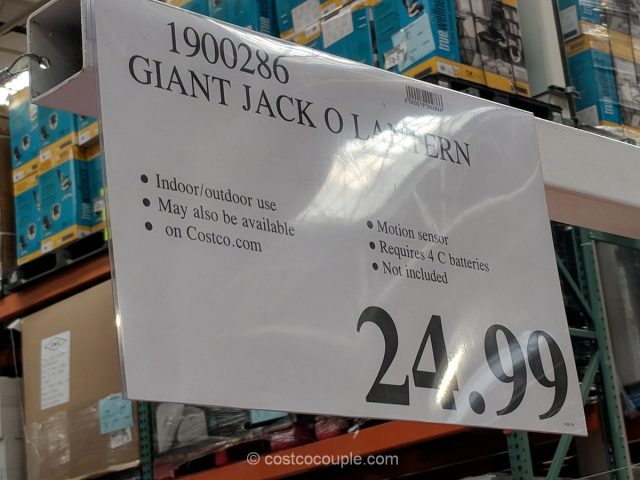 1900286
GIANT JACK O LANTERN
• Indoor/outdoor use
• May also be available
• on Costco.com
• Motion sensor
• Requires 4 C batteries
• Not included
24.99
© costcocouple.com